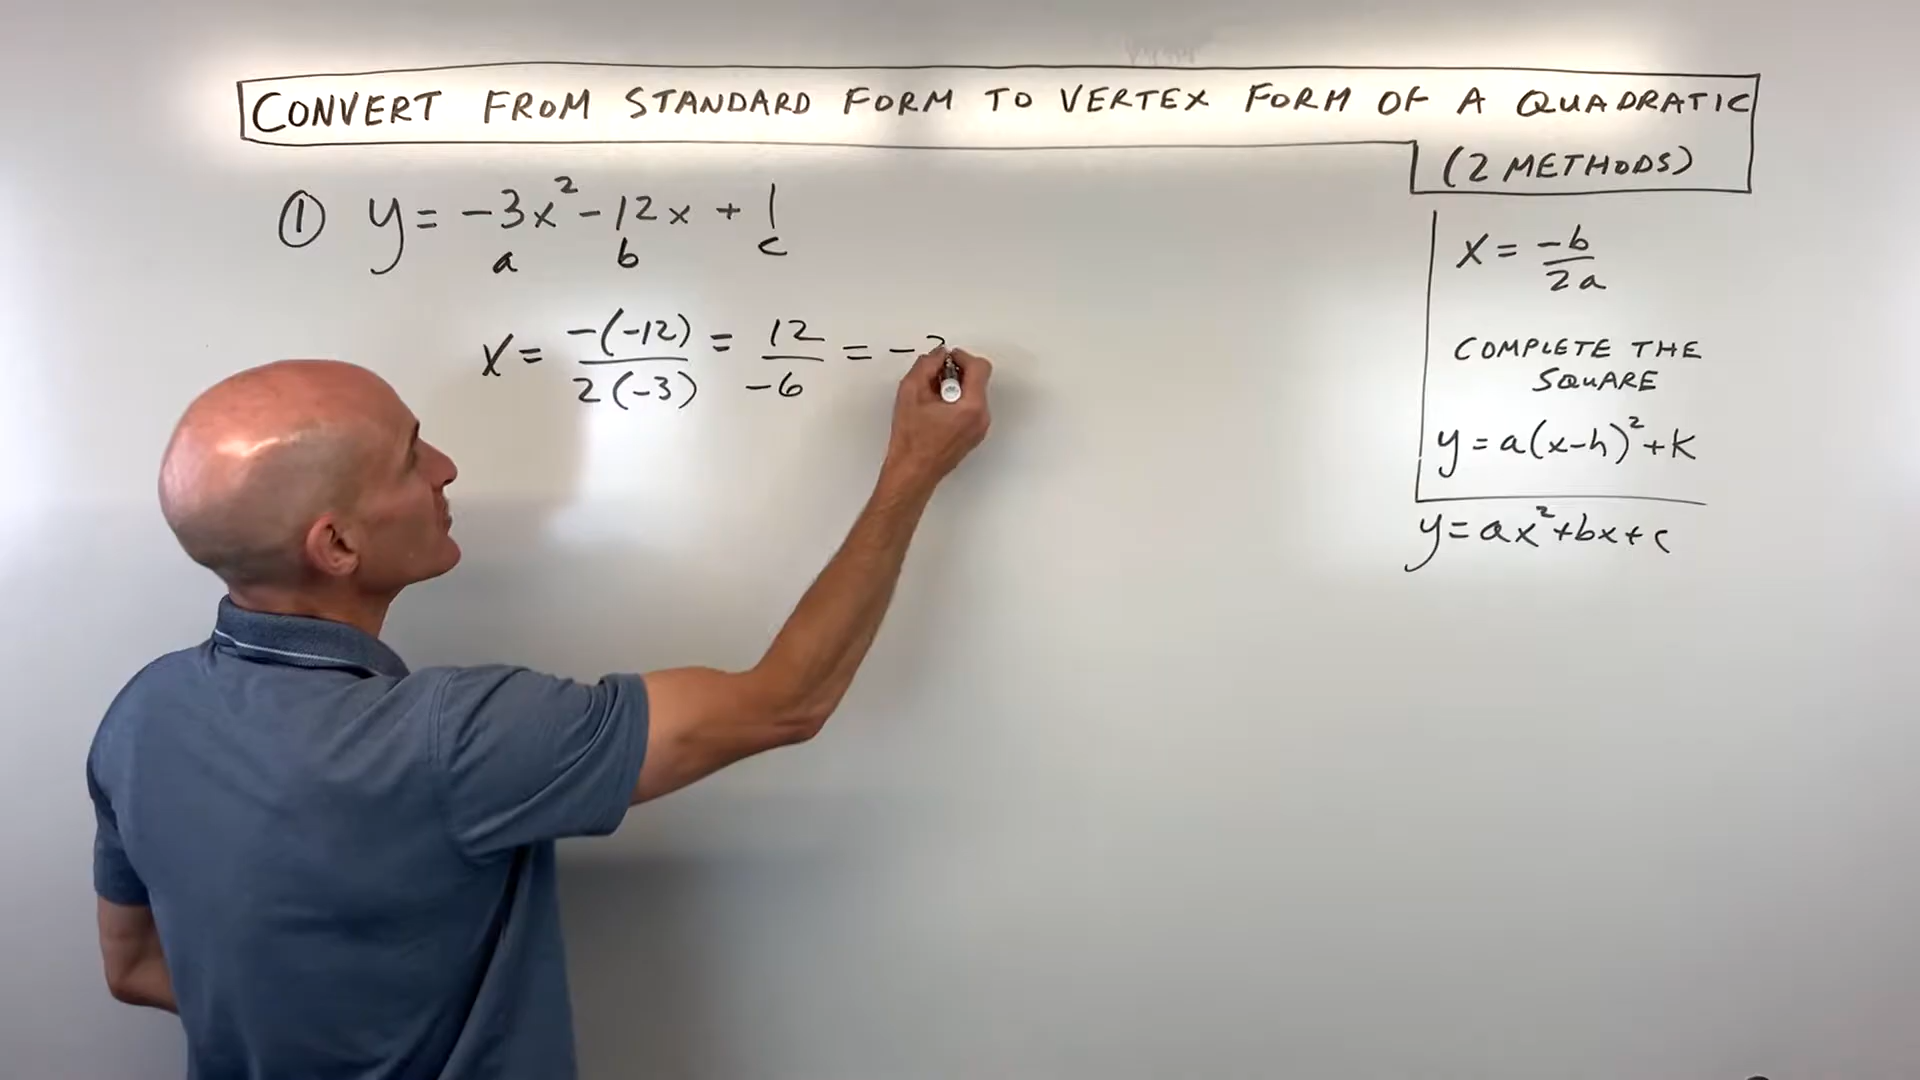 CONVERT FROM STANDARD FORM TO VERTEX FORM OF A QUADRATIC
(2 METHODS)
① y = -3x² - 12x + 1
a b c
x = -(-12)/2(-3) = 12/-6 = -2
x = -b/2a
COMPLETE THE
SQUARE
y = a(x-h)² + k
y = ax² + bx + c